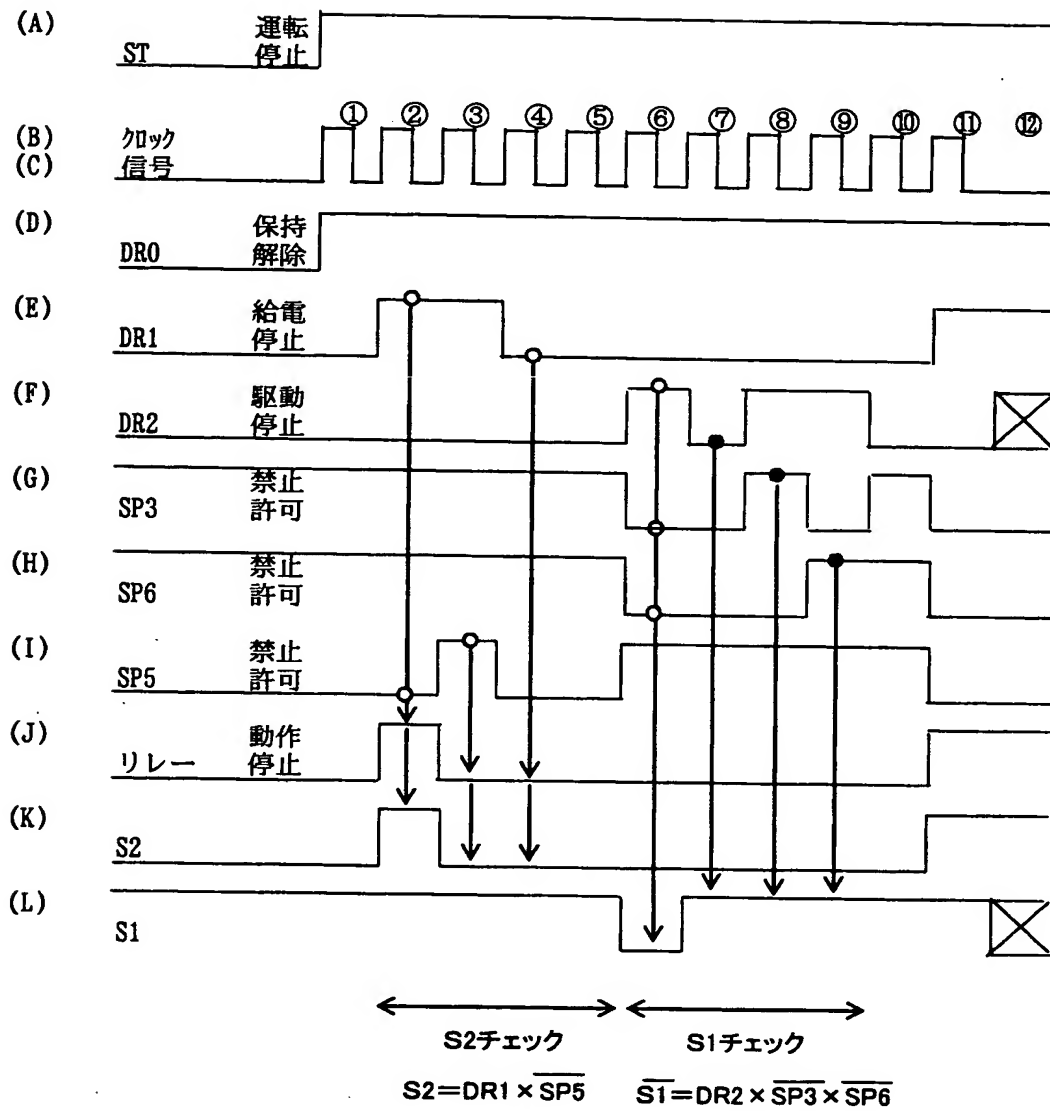 (A) 運転
ST 停止
① ② ③ ④ ⑤ ⑥ ⑦ ⑧ ⑨ ⑩ ⑪ ⑫
(B) クロック
(C) 信号
(D) 保持
DR0 解除
(E) 給電
DR1 停止
(F) 駆動
DR2 停止
(G) 禁止
SP3 許可
(H) 禁止
SP6 許可
(I) 禁止
SP5 許可
(J) 動作
リレー 停止
(K)
S2
(L)
S1
S2チェック S1チェック
S2=DR1×S̅P̅5̅ S̅1̅=DR2×S̅P̅3̅×S̅P̅6̅